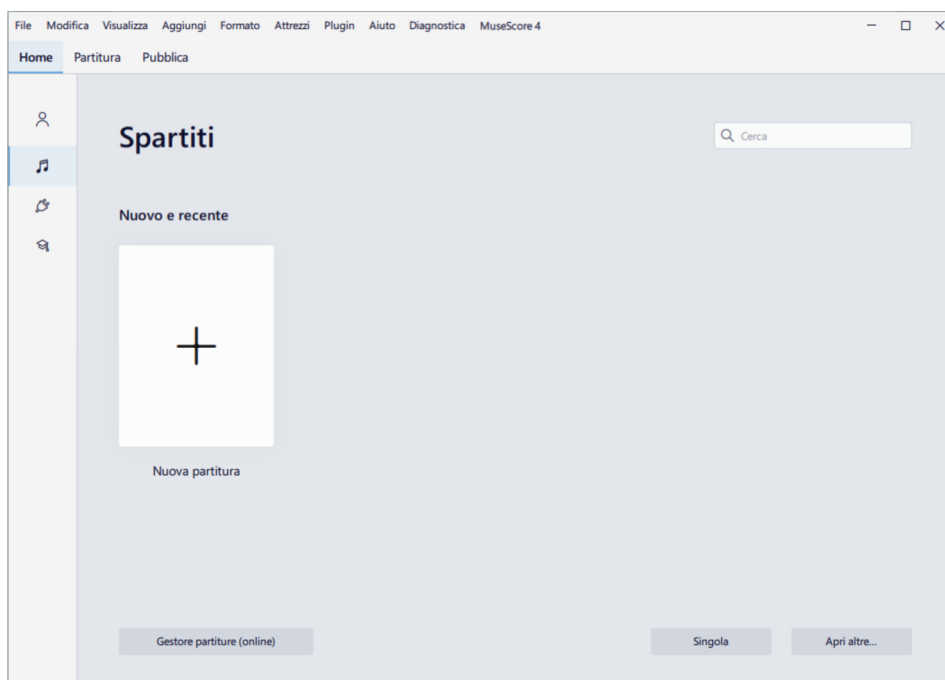 File Modifica Visualizza Aggiungi Formato Attrezzi Plugin Aiuto Diagnostica MuseScore 4
Home Partitura Pubblica
Spartiti
Cerca
Nuovo e recente
Nuova partitura
Gestore partiture (online) Singola Apri altre...